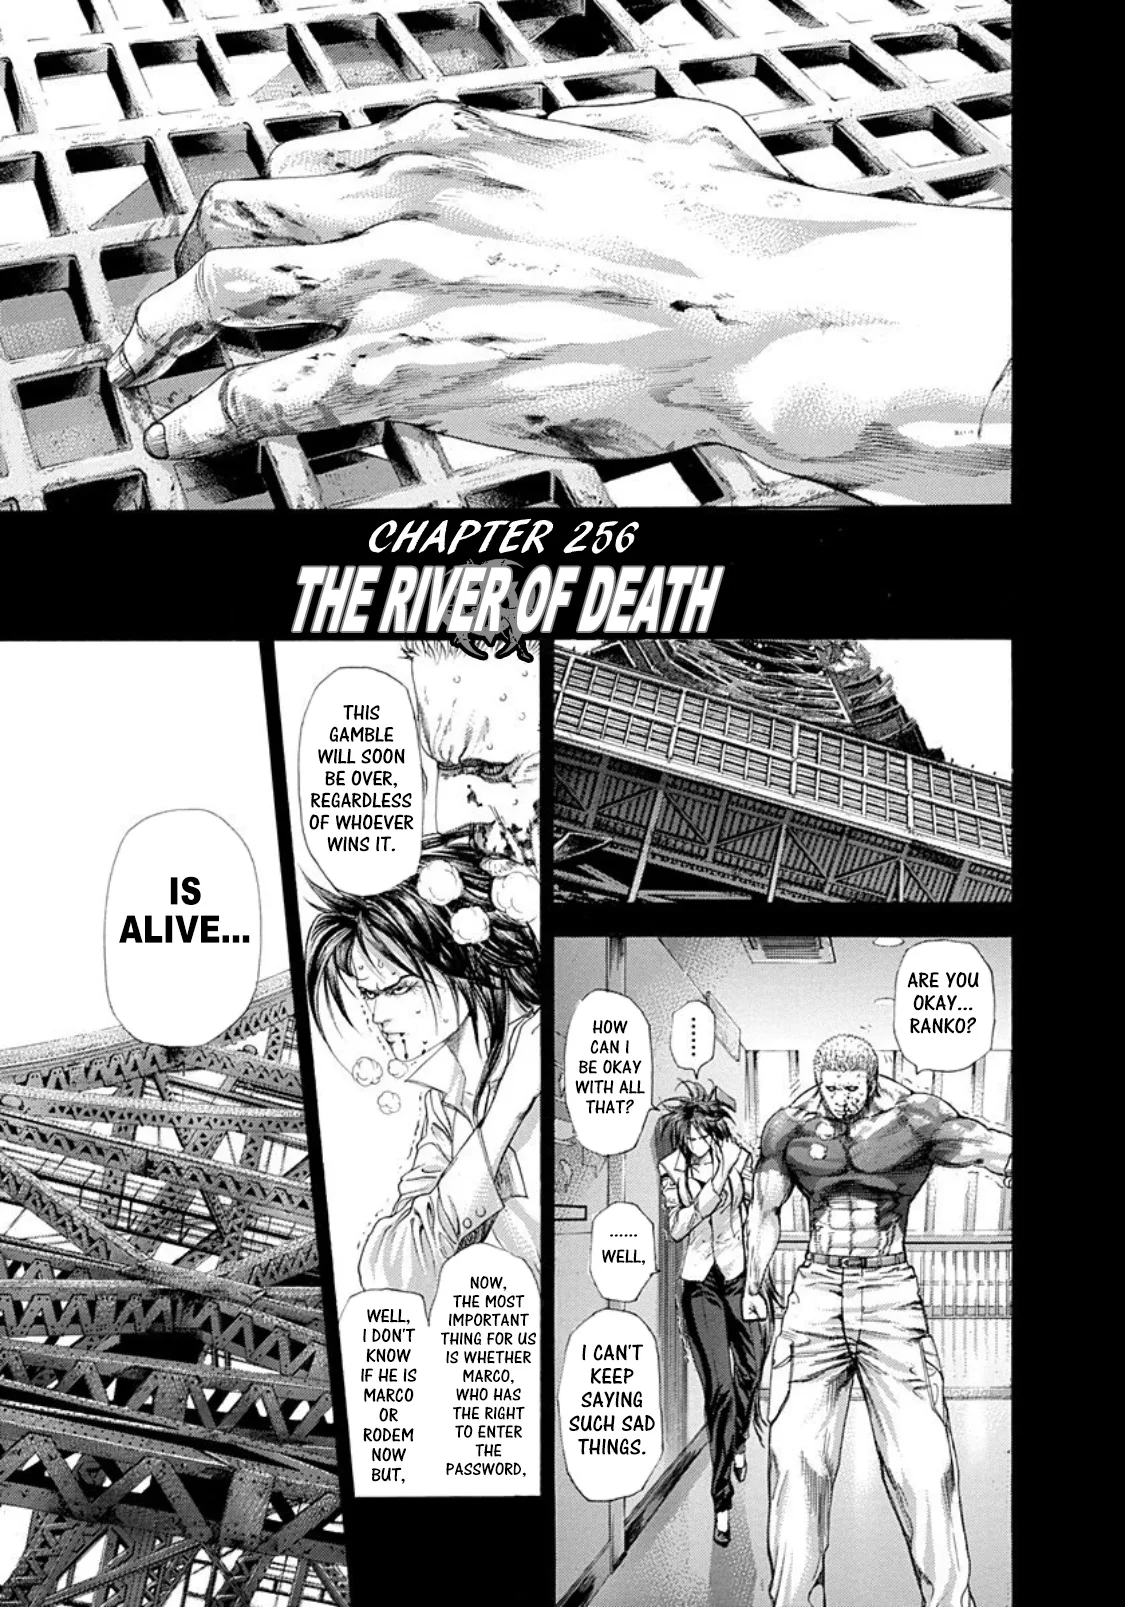 CHAPTER 256
THE RIVER OF DEATH
ARE YOU
OKAY...
RANKO?
......
HOW
CAN I
BE OKAY
WITH ALL
THAT?
......
WELL,
I CAN'T
KEEP
SAYING
SUCH SAD
THINGS.
THIS
GAMBLE
WILL SOON
BE OVER,
REGARDLESS
OF WHOEVER
WINS IT.
NOW,
THE MOST
IMPORTANT
THING FOR US
IS WHETHER
MARCO,
WHO HAS
THE RIGHT
TO ENTER
THE
PASSWORD,
WELL,
I DON'T
KNOW
IF HE IS
MARCO
OR
RODEM
NOW
BUT,
IS
ALIVE...